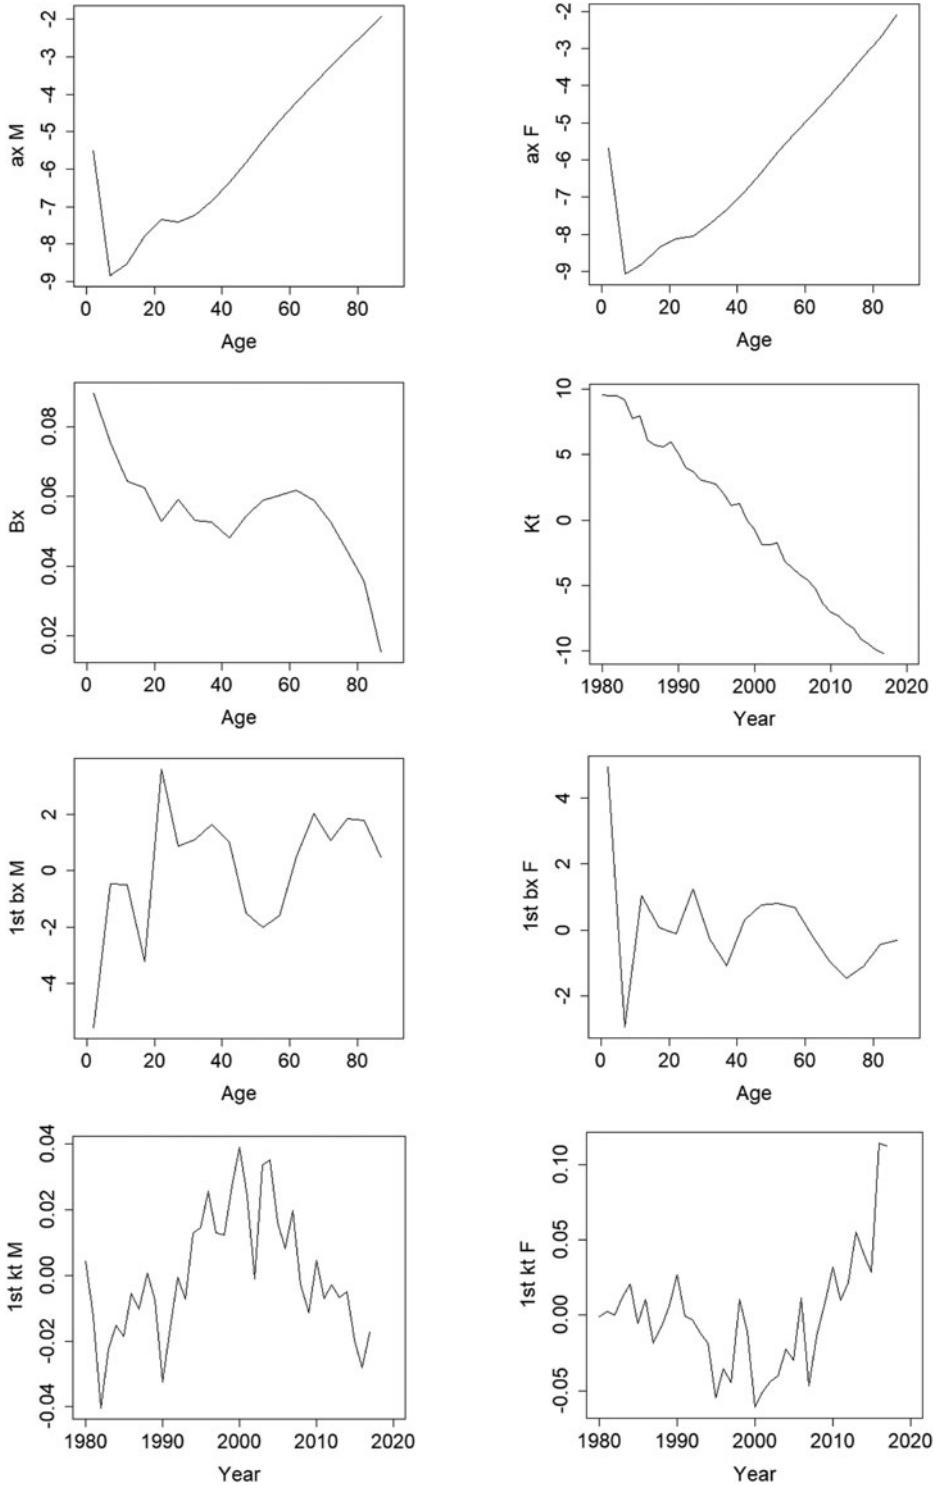 ax M
-9 -8 -7 -6 -5 -4 -3 -2
0 20 40 60 80
Age
ax F
-9 -8 -7 -6 -5 -4 -3 -2
0 20 40 60 80
Age
Bx
0.02 0.04 0.06 0.08
0 20 40 60 80
Age
Kt
-10 -5 0 5 10
1980 1990 2000 2010 2020
Year
1st bx M
-4 -2 0 2
0 20 40 60 80
Age
1st bx F
-2 0 2 4
0 20 40 60 80
Age
1st kt M
-0.04 -0.02 0.00 0.02 0.04
1980 1990 2000 2010 2020
Year
1st kt F
-0.05 0.00 0.05 0.10
1980 1990 2000 2010 2020
Year